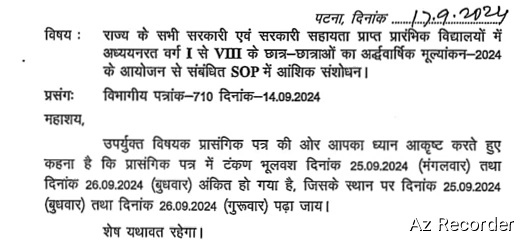 पटना, दिनांक .....17.9.2024
विषय : राज्य के सभी सरकारी एवं सरकारी सहायता प्राप्त प्रारंभिक विद्यालयों में
अध्ययनरत वर्ग I से VIII के छात्र–छात्राओं का अर्द्धवार्षिक मूल्यांकन–2024
के आयोजन से संबंधित SOP में आंशिक संशोधन।
प्रसंगः विभागीय पत्रांक–710 दिनांक–14.09.2024
महाशय,
उपर्युक्त विषयक प्रासंगिक पत्र की ओर आपका ध्यान आकृष्ट करते हुए
कहना है कि प्रासंगिक पत्र में टंकण भूलवश दिनांक 25.09.2024 (मंगलवार) तथा
दिनांक 26.09.2024 (बुधवार) अंकित हो गया है, जिसके स्थान पर दिनांक 25.09.2024
(बुधवार) तथा दिनांक 26.09.2024 (गुरूवार) पढ़ा जाय।
शेष यथावत रहेगा।
Az Recorder